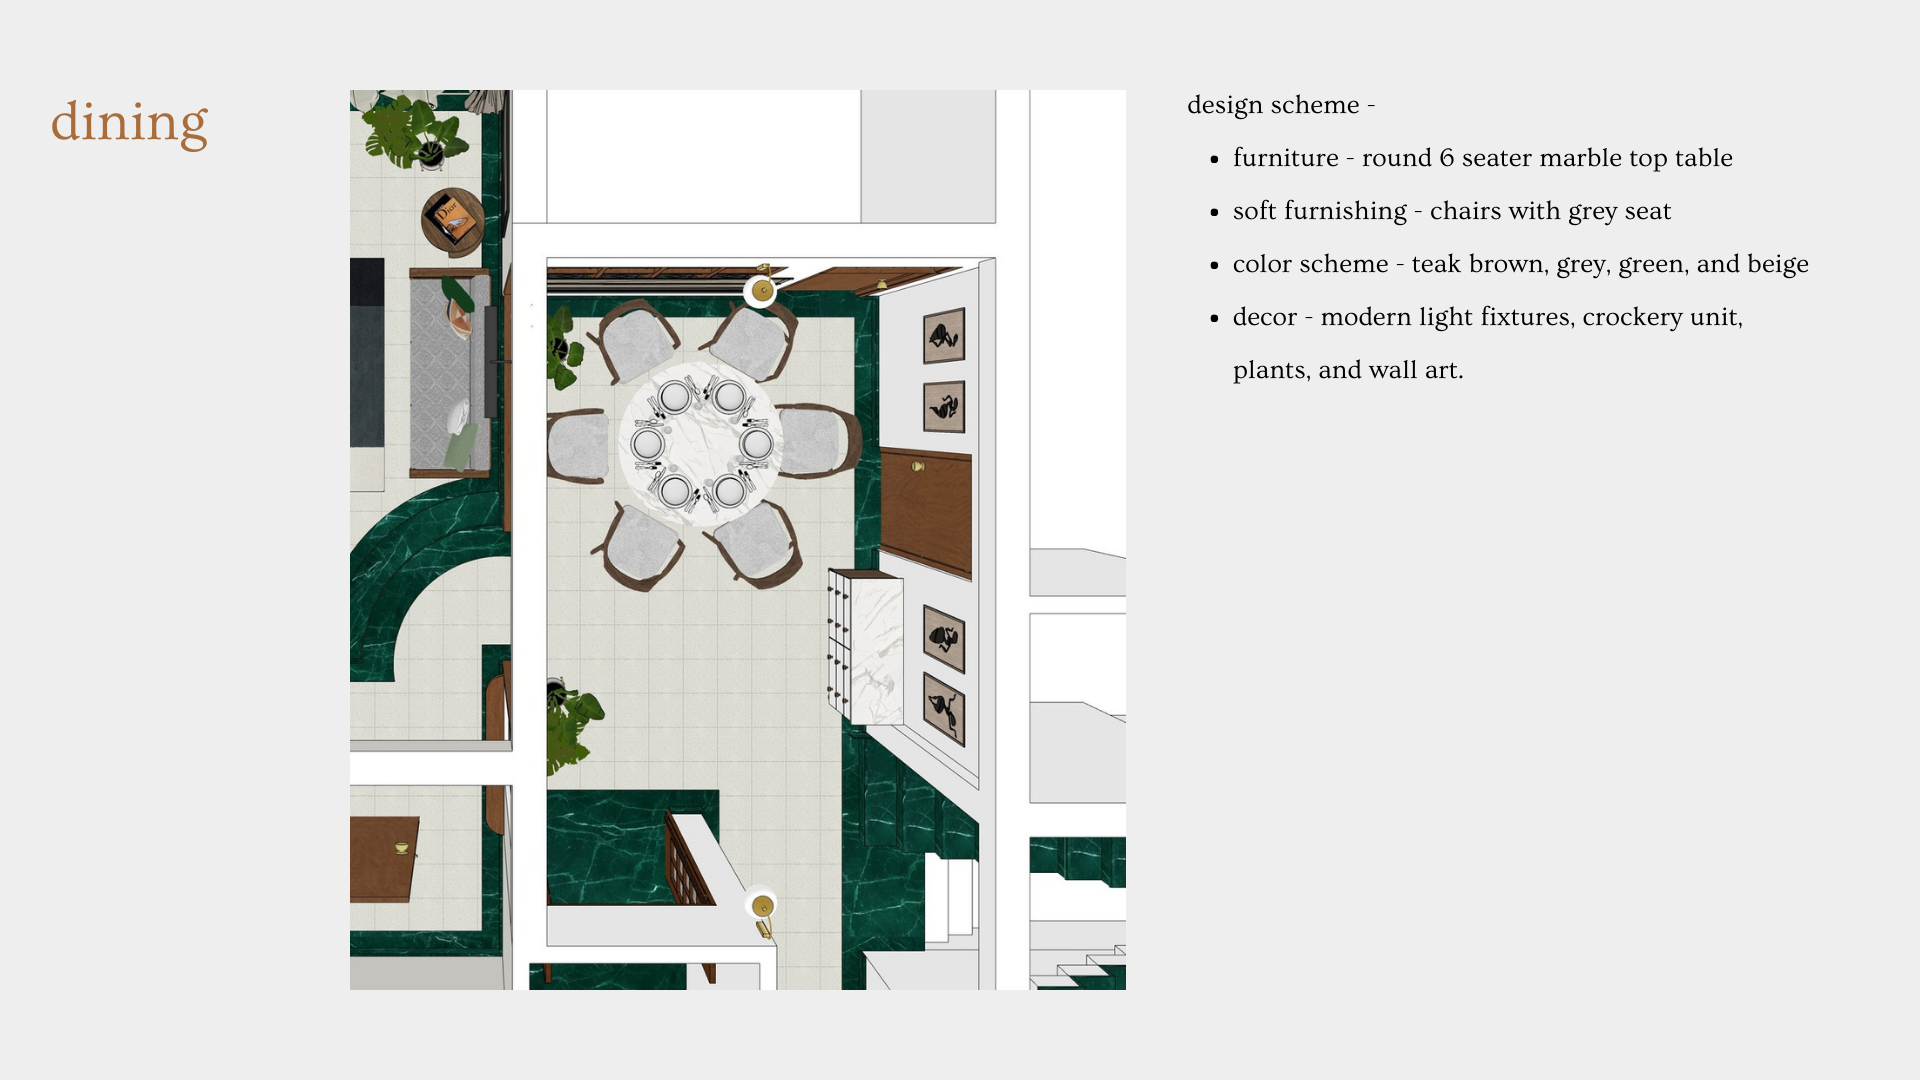 dining
Dior
design scheme -
• furniture - round 6 seater marble top table
• soft furnishing - chairs with grey seat
• color scheme - teak brown, grey, green, and beige
• decor - modern light fixtures, crockery unit,
plants, and wall art.